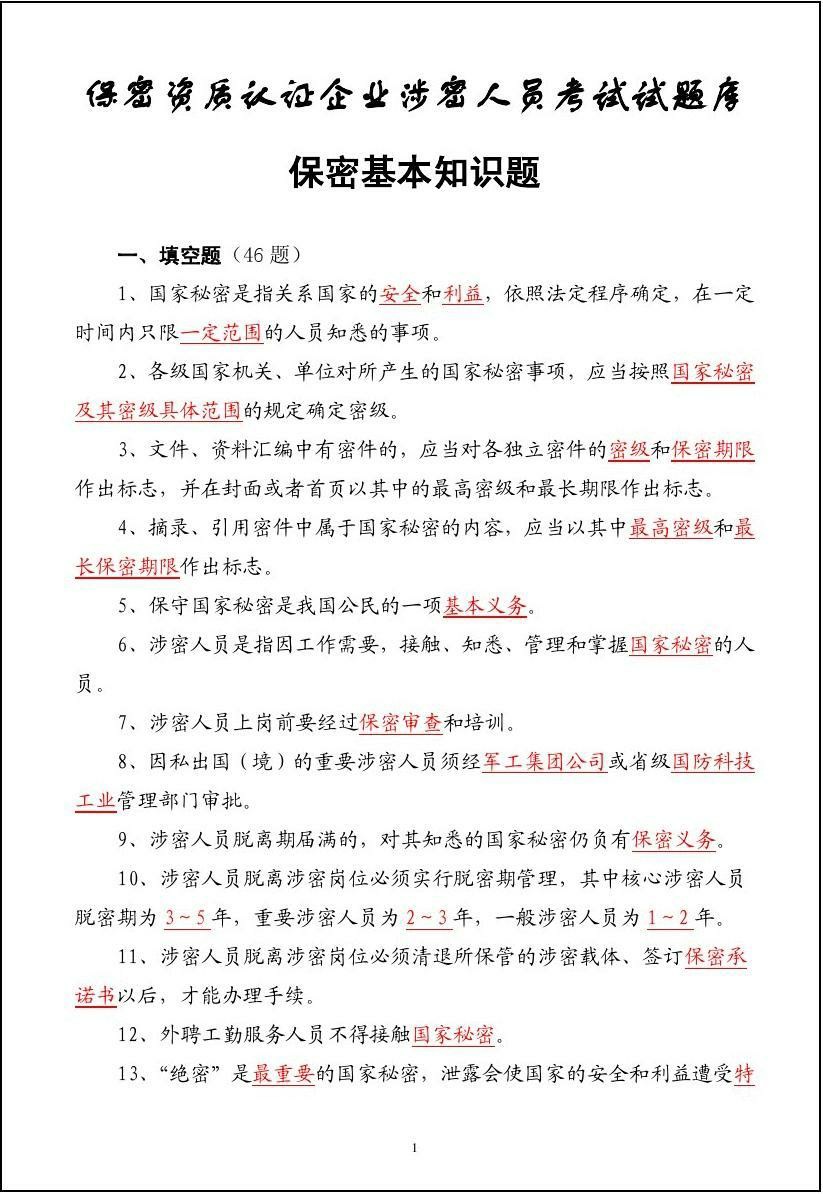 保密资质认证企业涉密人员考试试题库
保密基本知识题
一、填空题（46 题）
1、国家秘密是指关系国家的安全和利益，依照法定程序确定，在一定
时间内只限一定范围的人员知悉的事项。
2、各级国家机关、单位对所产生的国家秘密事项，应当按照国家秘密
及其密级具体范围的规定确定密级。
3、文件、资料汇编中有密件的，应当对各独立密件的密级和保密期限
作出标志，并在封面或者首页以其中的最高密级和最长期限作出标志。
4、摘录、引用密件中属于国家秘密的内容，应当以其中最高密级和最
长保密期限作出标志。
5、保守国家秘密是我国公民的一项基本义务。
6、涉密人员是指因工作需要，接触、知悉、管理和掌握国家秘密的人
员。
7、涉密人员上岗前要经过保密审查和培训。
8、因私出国（境）的重要涉密人员须经军工集团公司或省级国防科技
工业管理部门审批。
9、涉密人员脱离期届满的，对其知悉的国家秘密仍负有保密义务。
10、涉密人员脱离涉密岗位必须实行脱密期管理，其中核心涉密人员
脱密期为 3~5 年，重要涉密人员为 2~3 年，一般涉密人员为 1~2 年。
11、涉密人员脱离涉密岗位必须清退所保管的涉密载体、签订保密承
诺书以后，才能办理手续。
12、外聘工勤服务人员不得接触国家秘密。
13、“绝密”是最重要的国家秘密，泄露会使国家的安全和利益遭受特
1